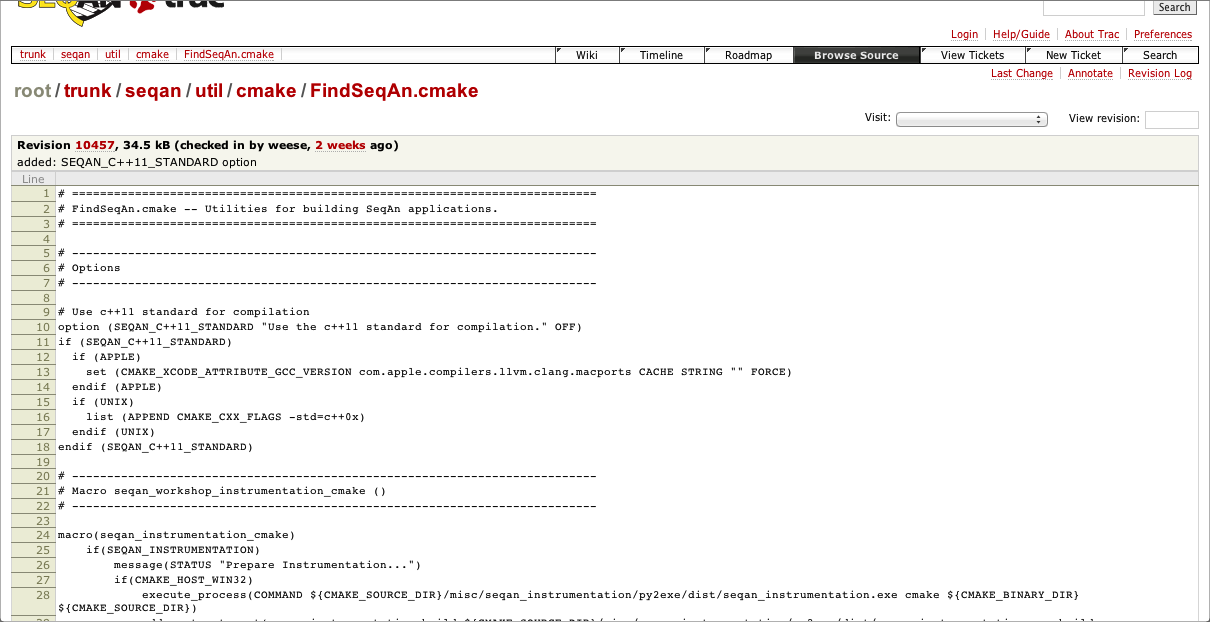 SEQAN trac
Search
Login Help/Guide About Trac Preferences
trunk seqan util cmake FindSeqAn.cmake Wiki Timeline Roadmap Browse Source View Tickets New Ticket Search
Last Change Annotate Revision Log
root / trunk / seqan / util / cmake / FindSeqAn.cmake
Visit: View revision:
Revision 10457, 34.5 kB (checked in by weese, 2 weeks ago)
added: SEQAN_C++11_STANDARD option
Line
1 # ===========================================================================
2 # FindSeqAn.cmake -- Utilities for building SeqAn applications.
3 # ===========================================================================
4
5 # ---------------------------------------------------------------------------
6 # Options
7 # ---------------------------------------------------------------------------
8
9 # Use c++11 standard for compilation
10 option (SEQAN_C++11_STANDARD "Use the c++11 standard for compilation." OFF)
11 if (SEQAN_C++11_STANDARD)
12 if (APPLE)
13 set (CMAKE_XCODE_ATTRIBUTE_GCC_VERSION com.apple.compilers.llvm.clang.macports CACHE STRING "" FORCE)
14 endif (APPLE)
15 if (UNIX)
16 list (APPEND CMAKE_CXX_FLAGS -std=c++0x)
17 endif (UNIX)
18 endif (SEQAN_C++11_STANDARD)
19
20 # ---------------------------------------------------------------------------
21 # Macro seqan_workshop_instrumentation_cmake ()
22 # ---------------------------------------------------------------------------
23
24 macro(seqan_instrumentation_cmake)
25 if(SEQAN_INSTRUMENTATION)
26 message(STATUS "Prepare Instrumentation...")
27 if(CMAKE_HOST_WIN32)
28 execute_process(COMMAND ${CMAKE_SOURCE_DIR}/misc/seqan_instrumentation/py2exe/dist/seqan_instrumentation.exe cmake ${CMAKE_BINARY_DIR}
${CMAKE_SOURCE_DIR})